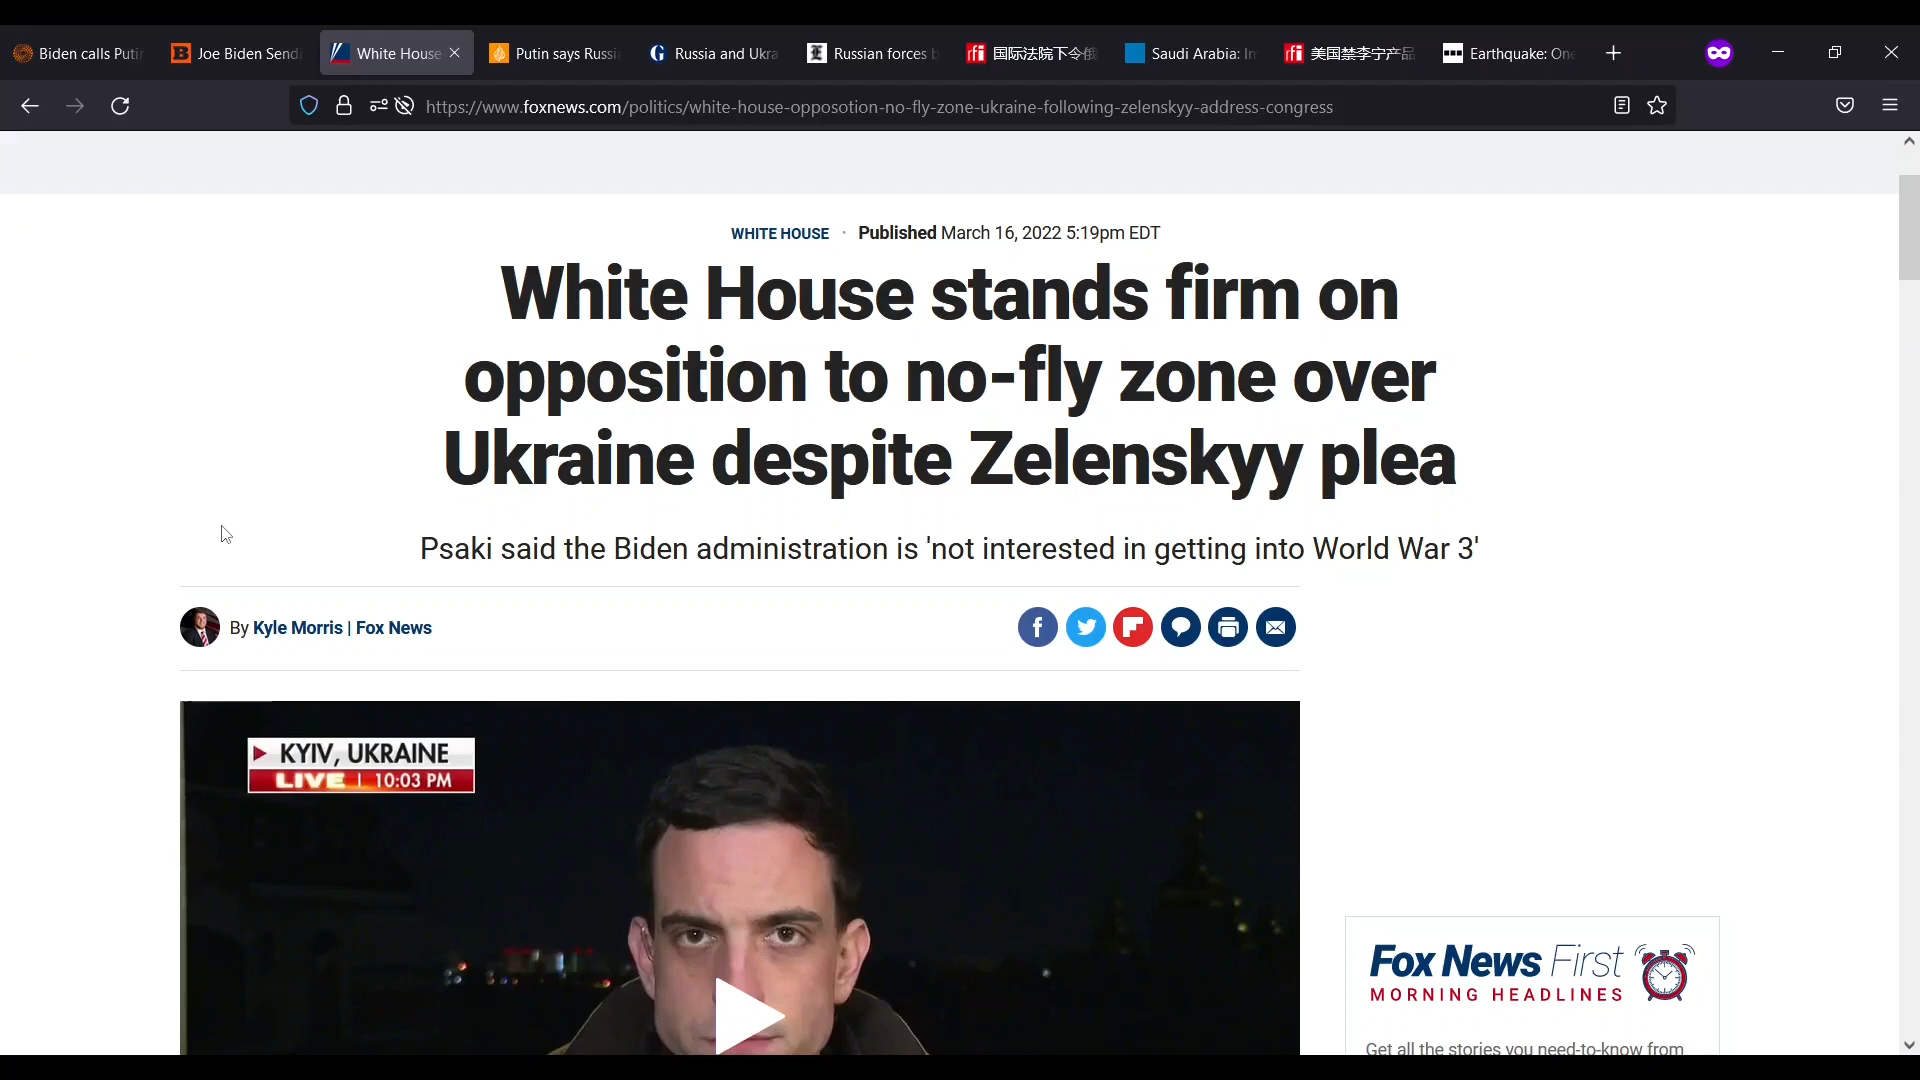 Biden calls Putin
Joe Biden Sendi
White House
Putin says Russi
Russia and Ukra
Russian forces b
国际法院下令俄
Saudi Arabia: Im
美国禁李宁产品
Earthquake: One
https://www.foxnews.com/politics/white-house-opposotion-no-fly-zone-ukraine-following-zelenskyy-address-congress
WHITE HOUSE · Published March 16, 2022 5:19pm EDT
White House stands firm on
opposition to no-fly zone over
Ukraine despite Zelenskyy plea
Psaki said the Biden administration is 'not interested in getting into World War 3'
By Kyle Morris | Fox News
KYIV, UKRAINE
LIVE | 10:03 PM
Fox News First
MORNING HEADLINES
Get all the stories you need-to-know from